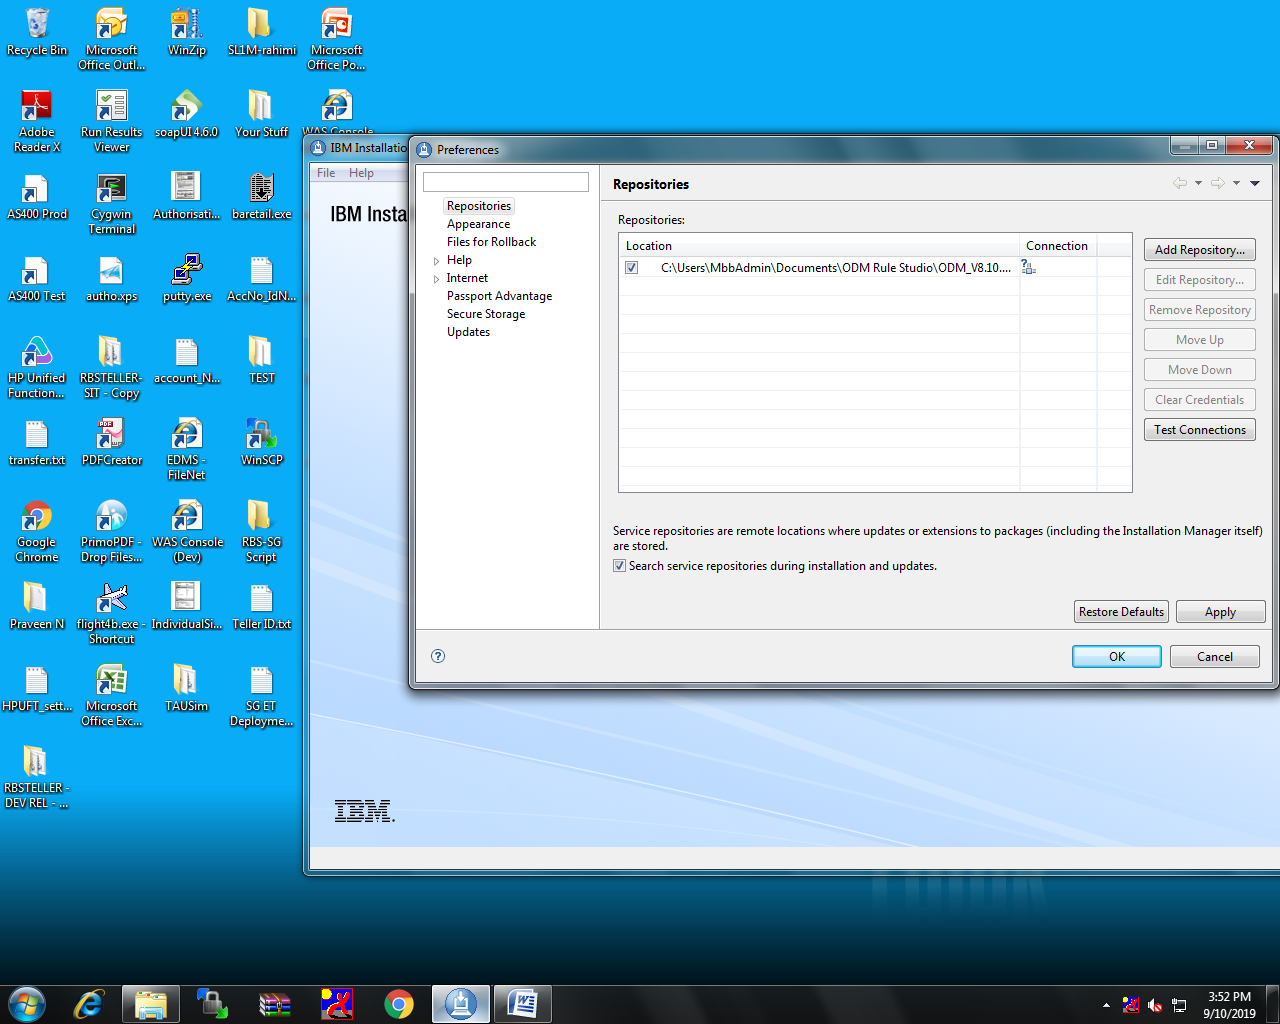 Recycle Bin
Microsoft Office Outl...
WinZip
SL1M-rahimi
Microsoft Office Po...
Adobe Reader X
Run Results Viewer
soapUI 4.6.0
Your Stuff
WAS Console
AS400 Prod
Cygwin Terminal
Authorisati...
baretail.exe
AS400 Test
autho.xps
putty.exe
AccNo_IdN...
HP Unified Function...
RBSTELLER-SIT - Copy
account_N...
TEST
transfer.txt
PDFCreator
EDMS - FileNet
WinSCP
Google Chrome
PrimoPDF - Drop Files...
WAS Console (Dev)
RBS-SG Script
Praveen N
flight4b.exe - Shortcut
IndividualSi...
Teller ID.txt
HPUFT_sett...
Microsoft Office Exc...
TAUSim
SG ET Deployme...
RBSTELLER - DEV REL - ...
IBM Installatio
File Help
IBM Insta
IBM.
Preferences
Repositories
Appearance
Files for Rollback
Help
Internet
Passport Advantage
Secure Storage
Updates
Repositories
Repositories:
Location Connection
C:\Users\MbbAdmin\Documents\ODM Rule Studio\ODM_V8.10....
Add Repository...
Edit Repository...
Remove Repository
Move Up
Move Down
Clear Credentials
Test Connections
Service repositories are remote locations where updates or extensions to packages (including the Installation Manager itself)
are stored.
Search service repositories during installation and updates.
Restore Defaults Apply
OK Cancel
3:52 PM
9/10/2019